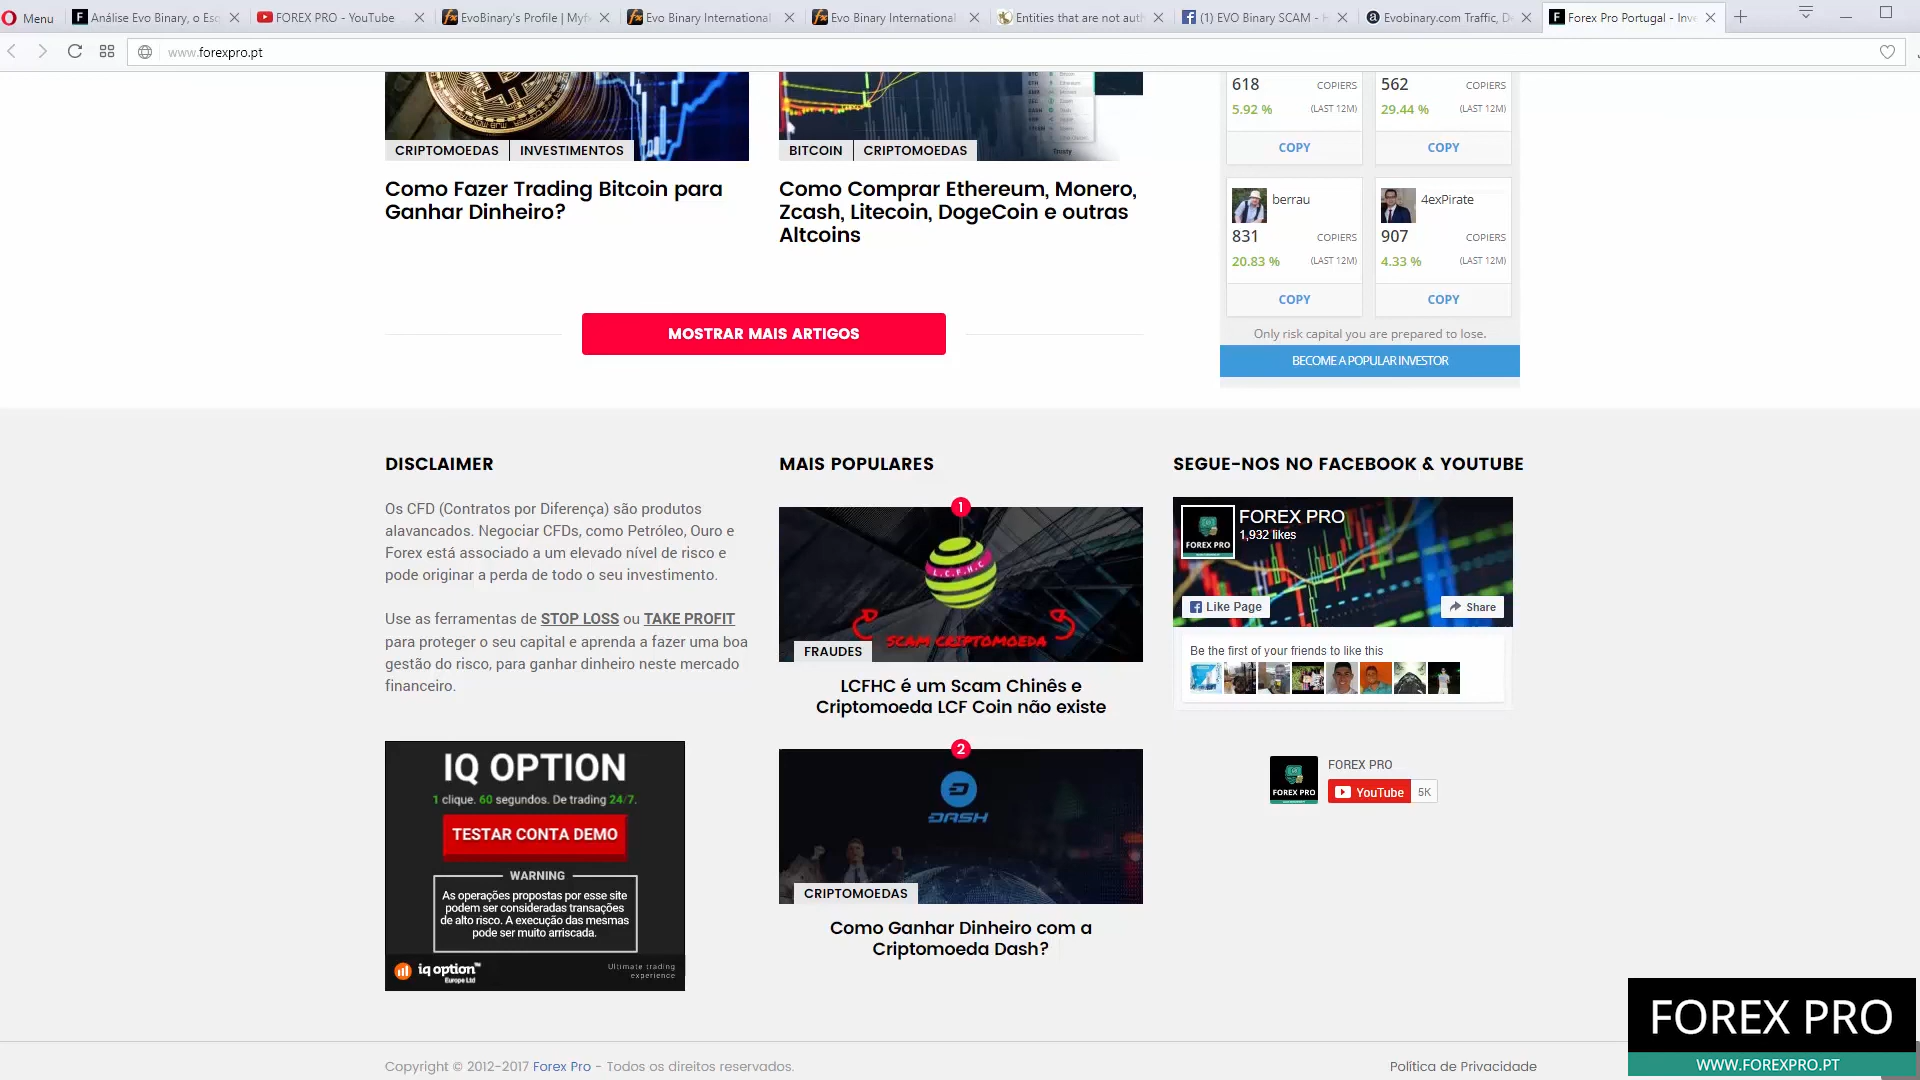 Menu
Análise Evo Binary, o Esc
FOREX PRO - YouTube
EvoBinary's Profile | Myfx
Evo Binary International
Evo Binary International
Entities that are not auth
(1) EVO Binary SCAM - H
Evobinary.com Traffic, De
Forex Pro Portugal - Inve
www.forexpro.pt
CRIPTOMOEDAS
INVESTIMENTOS
Como Fazer Trading Bitcoin para
Ganhar Dinheiro?
BITCOIN
CRIPTOMOEDAS
Como Comprar Ethereum, Monero,
Zcash, Litecoin, DogeCoin e outras
Altcoins
618 COPIERS
5.92 % (LAST 12M)
COPY
562 COPIERS
29.44 % (LAST 12M)
COPY
berrau
831 COPIERS
20.83 % (LAST 12M)
COPY
4exPirate
907 COPIERS
4.33 % (LAST 12M)
COPY
Only risk capital you are prepared to lose.
BECOME A POPULAR INVESTOR
MOSTRAR MAIS ARTIGOS
DISCLAIMER
Os CFD (Contratos por Diferença) são produtos
alavancados. Negociar CFDs, como Petróleo, Ouro e
Forex está associado a um elevado nível de risco e
pode originar a perda de todo o seu investimento.
Use as ferramentas de STOP LOSS ou TAKE PROFIT
para proteger o seu capital e aprenda a fazer uma boa
gestão do risco, para ganhar dinheiro neste mercado
financeiro.
IQ OPTION
1 clique. 60 segundos. De trading 24/7.
TESTAR CONTA DEMO
WARNING
As operações propostas por esse site
podem ser consideradas transações
de alto risco. A execução das mesmas
pode ser muito arriscada.
iq option™
Europe Ltd
Ultimate trading
experience
MAIS POPULARES
1
L.C.F.H.C
SCAM CRIPTOMOEDA
FRAUDES
LCFHC é um Scam Chinês e
Criptomoeda LCF Coin não existe
2
DASH
CRIPTOMOEDAS
Como Ganhar Dinheiro com a
Criptomoeda Dash?
SEGUE-NOS NO FACEBOOK & YOUTUBE
FOREX PRO
FOREX PRO
1,932 likes
Like Page
Share
Be the first of your friends to like this
FOREX PRO
FOREX PRO
YouTube 5K
Copyright © 2012-2017 Forex Pro - Todos os direitos reservados.
Política de Privacidade
FOREX PRO
WWW.FOREXPRO.PT